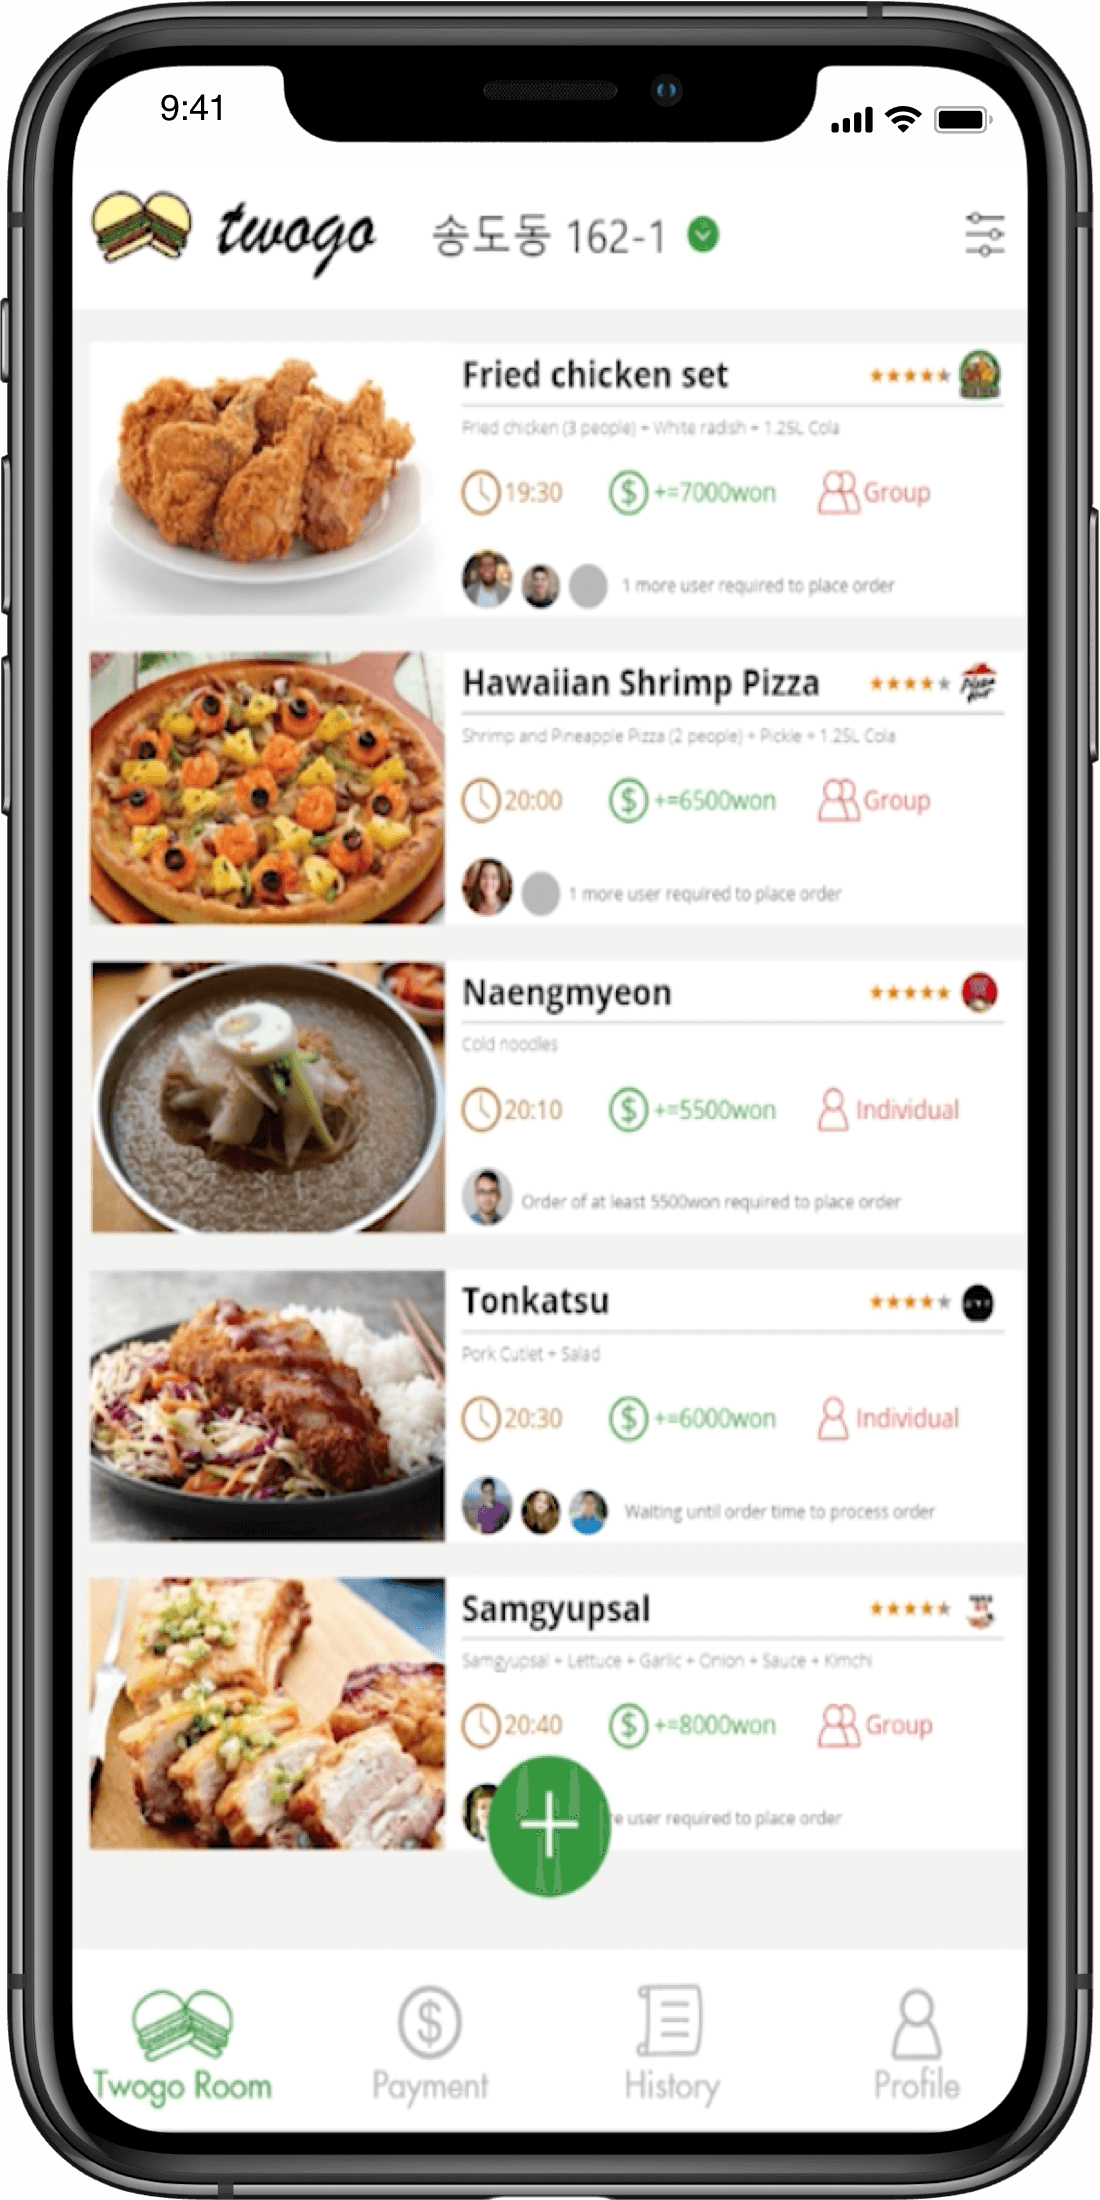 9:41
twogo 송도동 162-1
Fried chicken set
Fried chicken (3 people) + White radish + 1.25L Cola
19:30 $ +=7000won Group
1 more user required to place order
Hawaiian Shrimp Pizza
Pizza Hut
Shrimp and Pineapple Pizza (2 people) + Pickle + 1.25L Cola
20:00 $ +=6500won Group
1 more user required to place order
Naengmyeon
Cold noodles
20:10 $ +=5500won Individual
Order of at least 5500won required to place order
Tonkatsu
Pork Cutlet + Salad
20:30 $ +=6000won Individual
Waiting until order time to process order
Samgyupsal
Samgyupsal + Lettuce + Garlic + Onion + Sauce + Kimchi
20:40 $ +=8000won Group
re user required to place order
Twogo Room $ Payment History Profile